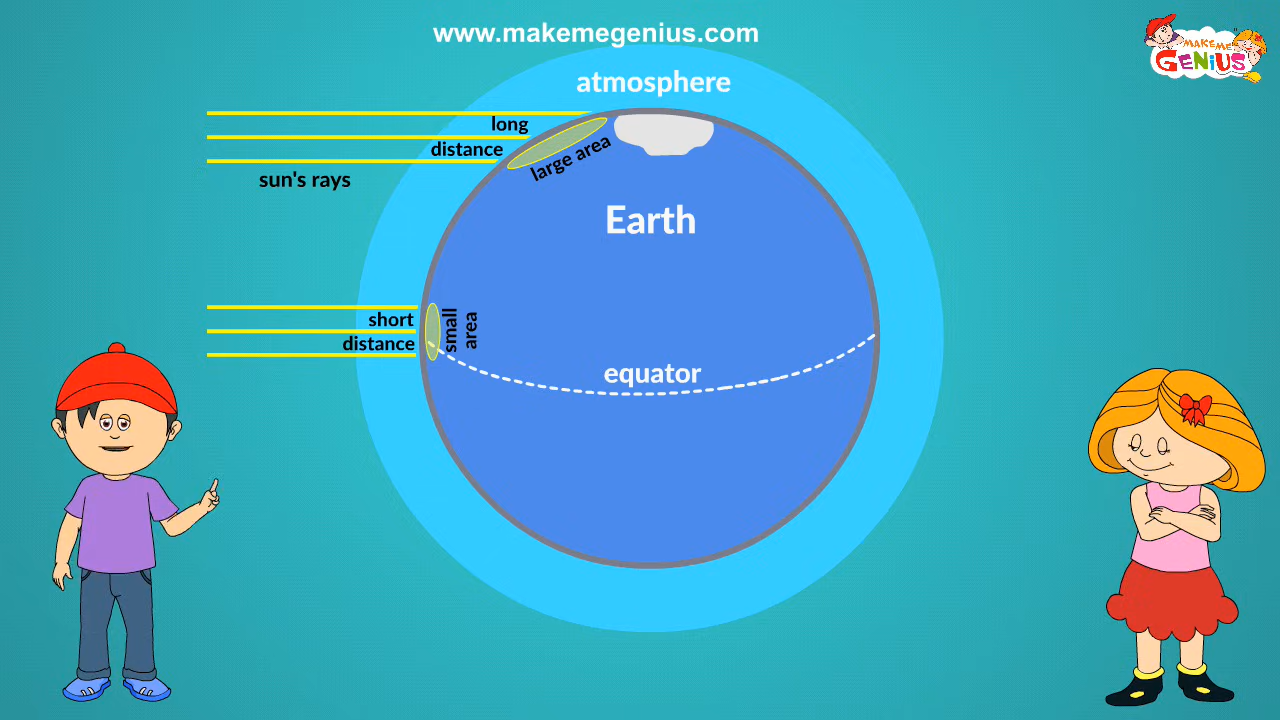 www.makemegenius.com
MAKE ME
GENiUS
atmosphere
long
distance
large area
sun's rays
Earth
short
distance
small
area
equator